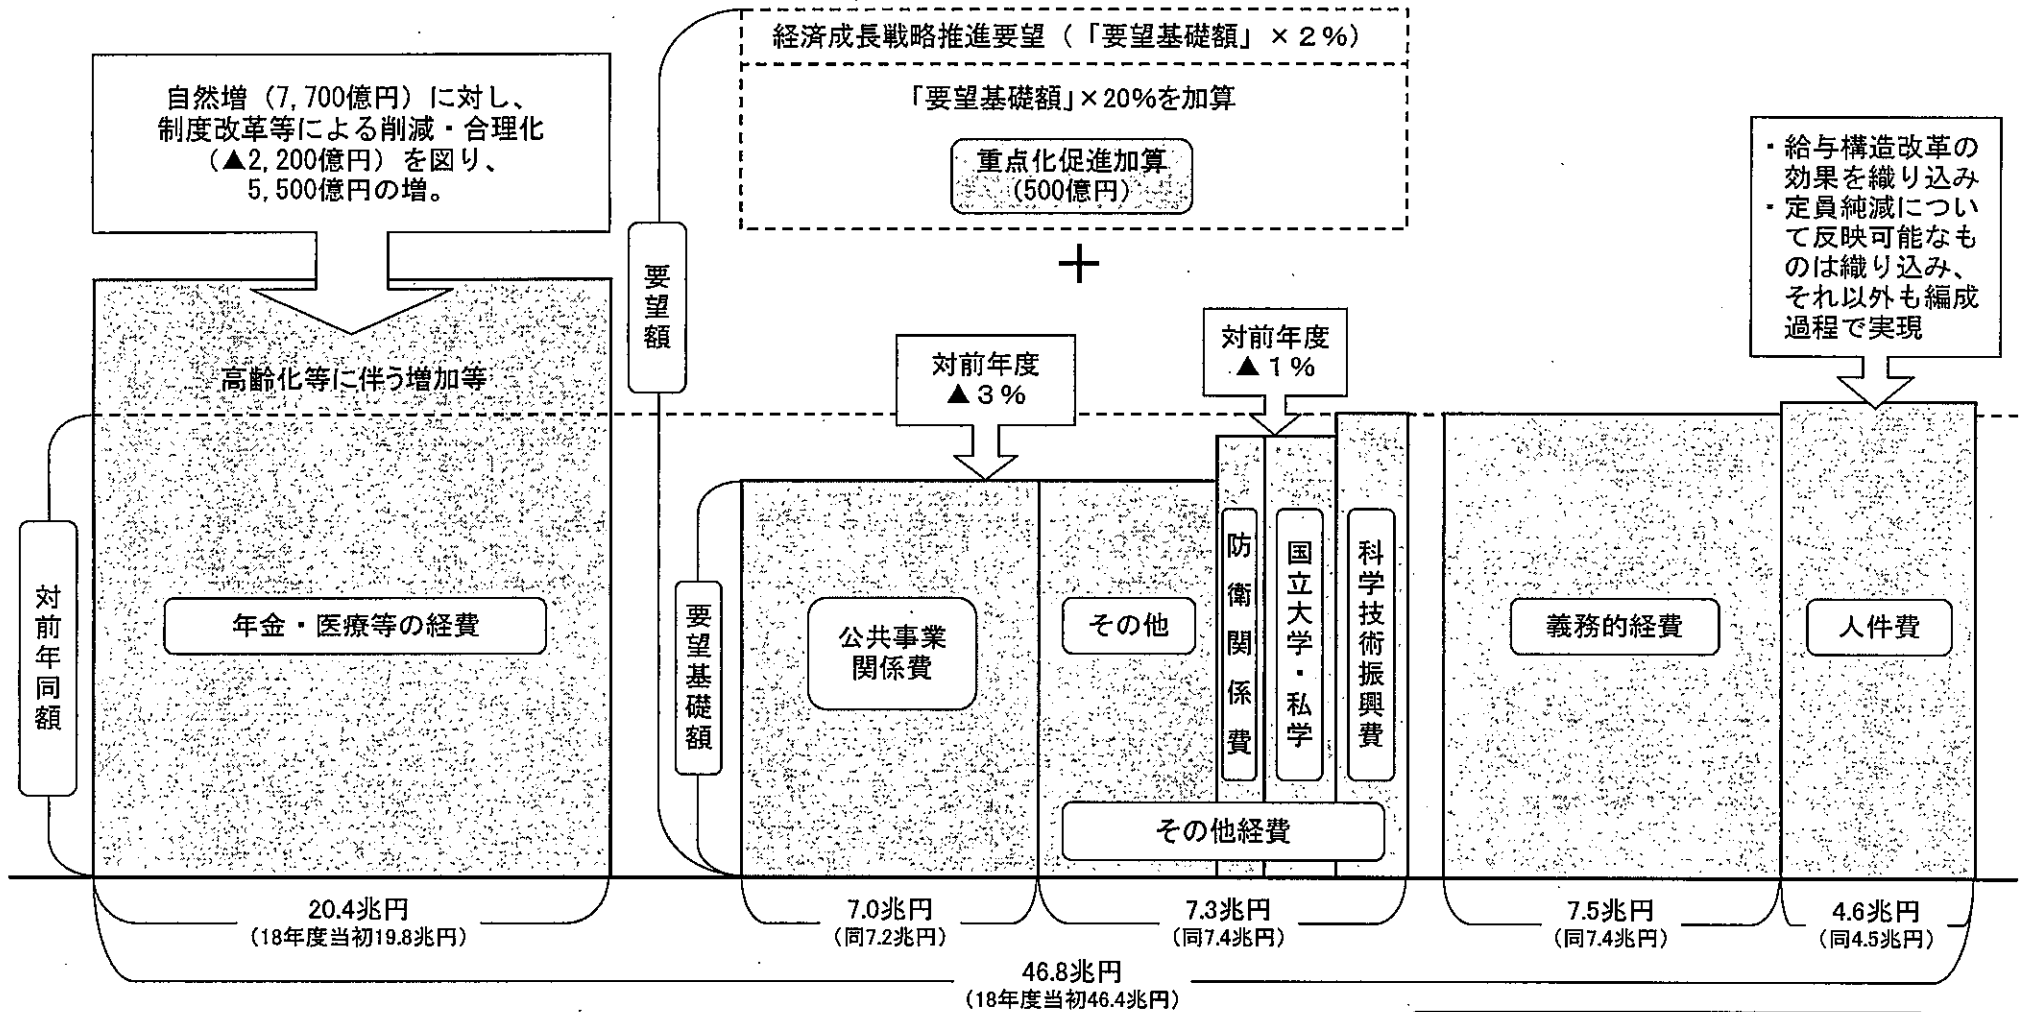 経済成長戦略推進要望(「要望基礎額」×2%)
「要望基礎額」×20%を加算
重点化促進加算
(500億円)
+
自然増(7,700億円)に対し、
制度改革等による削減・合理化
(▲2,200億円)を図り、
5,500億円の増。
・給与構造改革の
効果を織り込み
・定員純減につい
て反映可能なも
のは織り込み、
それ以外も編成
過程で実現
要望額
対前年度
▲3%
対前年度
▲1%
高齢化等に伴う増加等
対前年同額
年金・医療等の経費
要望基礎額
公共事業
関係費
その他
防衛関係費
国立大学・私学
科学技術振興費
その他経費
義務的経費
人件費
20.4兆円
(18年度当初19.8兆円)
7.0兆円
(同7.2兆円)
7.3兆円
(同7.4兆円)
7.5兆円
(同7.4兆円)
4.6兆円
(同4.5兆円)
46.8兆円
(18年度当初46.4兆円)